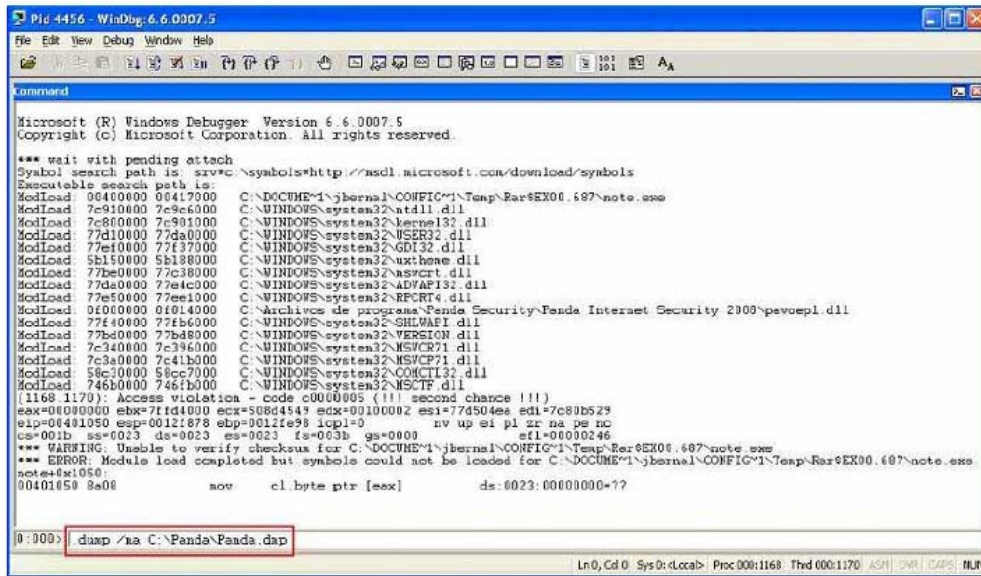 Pid 4456 - WinDbg:6.6.0007.5
File Edit View Debug Window Help
Command
Microsoft (R) Windows Debugger Version 6.6.0007.5
Copyright (c) Microsoft Corporation. All rights reserved.
*** wait with pending attach
Symbol search path is: srv*c:\symbols*http://msdl.microsoft.com/download/symbols
Executable search path is:
ModLoad: 00400000 00417000 C:\DOCUME~1\jbernal\CONFIG~1\Temp\Rar$EX00.687\note.exe
ModLoad: 7c910000 7c9c6000 C:\WINDOWS\system32\ntdll.dll
ModLoad: 7c800000 7c901000 C:\WINDOWS\system32\kernel32.dll
ModLoad: 77d10000 77da0000 C:\WINDOWS\system32\USER32.dll
ModLoad: 77ef0000 77f37000 C:\WINDOWS\system32\GDI32.dll
ModLoad: 5b150000 5b188000 C:\WINDOWS\system32\uxtheme.dll
ModLoad: 77be0000 77c38000 C:\WINDOWS\system32\msvcrt.dll
ModLoad: 77da0000 77e4c000 C:\WINDOWS\system32\ADVAPI32.dll
ModLoad: 77e50000 77ee1000 C:\WINDOWS\system32\RPCRT4.dll
ModLoad: 0f000000 0f014000 C:\Archivos de programa\Panda Security\Panda Internet Security 2008\pavoepl.dll
ModLoad: 77f40000 77fb6000 C:\WINDOWS\system32\SHLWAPI.dll
ModLoad: 77bd0000 77bd8000 C:\WINDOWS\system32\VERSION.dll
ModLoad: 7c340000 7c396000 C:\WINDOWS\system32\MSVCR71.dll
ModLoad: 7c3a0000 7c41b000 C:\WINDOWS\system32\MSVCP71.dll
ModLoad: 58c30000 58cc7000 C:\WINDOWS\system32\COMCTL32.dll
ModLoad: 746b0000 746fb000 C:\WINDOWS\system32\MSCTF.dll
(1168.1170): Access violation - code c0000005 (!!! second chance !!!)
eax=00000000 ebx=7ffd4000 ecx=508d4549 edx=00100002 esi=77d504ea edi=7c80b529
eip=00401050 esp=0012f878 ebp=0012fe98 iopl=0 nv up ei pl zr na pe nc
cs=001b ss=0023 ds=0023 es=0023 fs=003b gs=0000 efl=00000246
*** WARNING: Unable to verify checksum for C:\DOCUME~1\jbernal\CONFIG~1\Temp\Rar$EX00.687\note.exe
*** ERROR: Module load completed but symbols could not be loaded for C:\DOCUME~1\jbernal\CONFIG~1\Temp\Rar$EX00.687\note.exe
note+0x1050:
00401050 8a08 mov cl,byte ptr [eax] ds:0023:00000000=??
0:000> .dump /ma C:\Panda\Panda.dmp
Ln 0, Col 0 Sys 0:<Local> Proc 000:1168 Thrd 000:1170 ASM OVR CAPS NUM